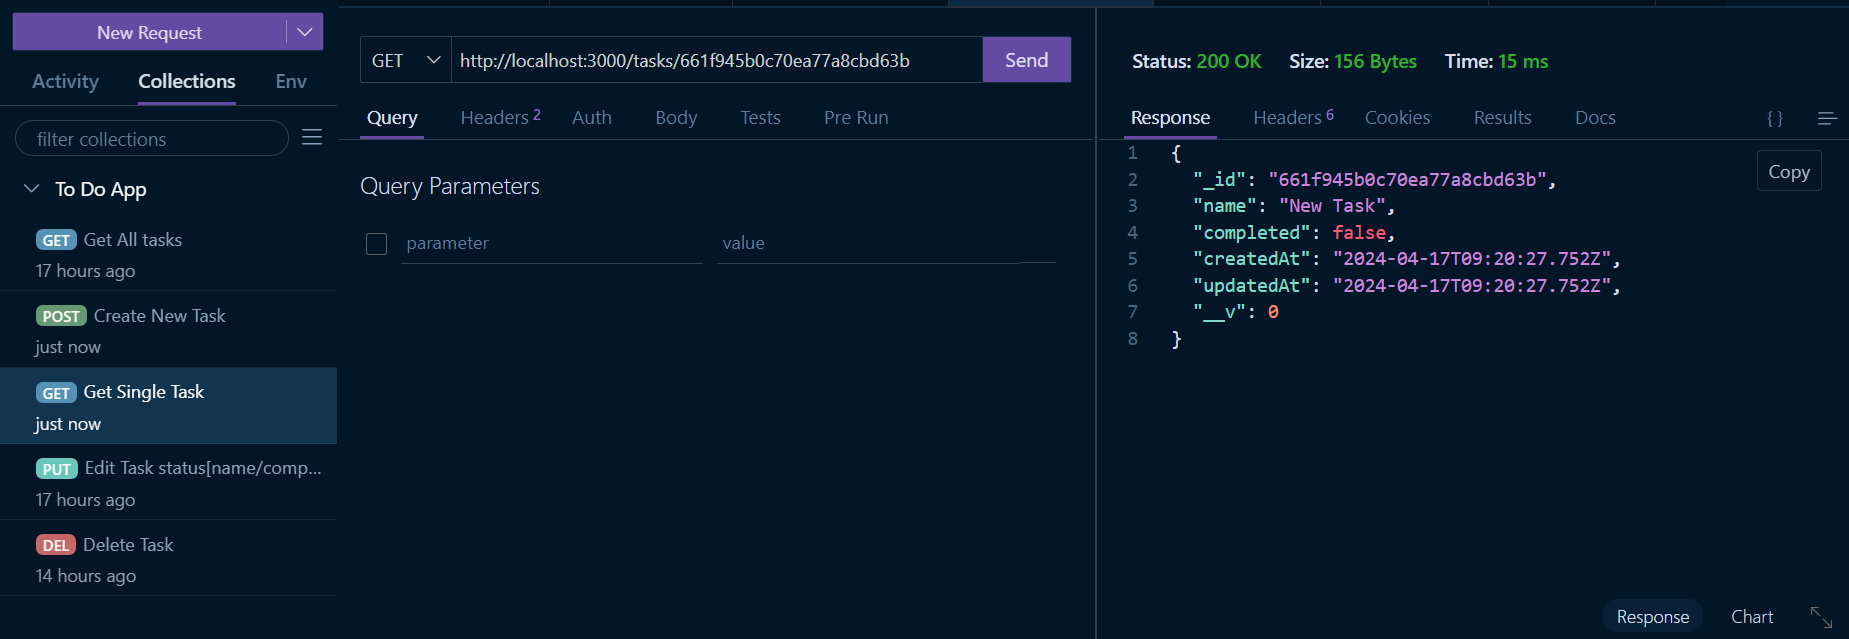 New Request
Activity Collections Env
filter collections
To Do App
GET Get All tasks
17 hours ago
POST Create New Task
just now
GET Get Single Task
just now
PUT Edit Task status[name/comp...
17 hours ago
DEL Delete Task
14 hours ago
GET http://localhost:3000/tasks/661f945b0c70ea77a8cbd63b Send
Query Headers 2 Auth Body Tests Pre Run
Query Parameters
parameter value
Status: 200 OK Size: 156 Bytes Time: 15 ms
Response Headers 6 Cookies Results Docs { }
Copy
1 {
2 "_id": "661f945b0c70ea77a8cbd63b",
3 "name": "New Task",
4 "completed": false,
5 "createdAt": "2024-04-17T09:20:27.752Z",
6 "updatedAt": "2024-04-17T09:20:27.752Z",
7 "__v": 0
8 }
Response Chart